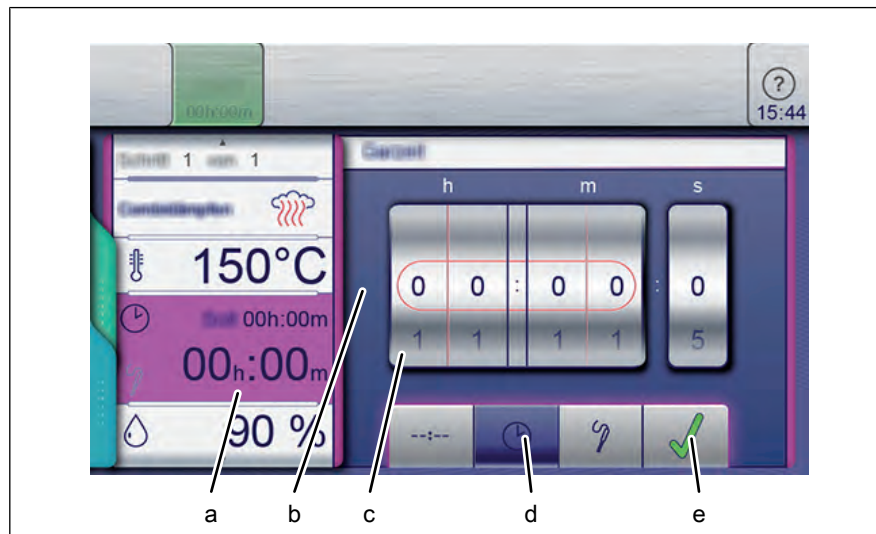 00h:00m
?
15:44
1 1
h m s
150°C
0 0 : 0 0 : 0
00h:00m
1 1 1 1 5
00h:00m
90 %
--:--
a b c d e